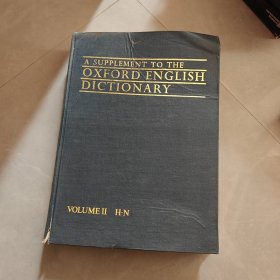 A SUPPLEMENT TO THE
OXFORD ENGLISH
DICTIONARY
VOLUME II H-N